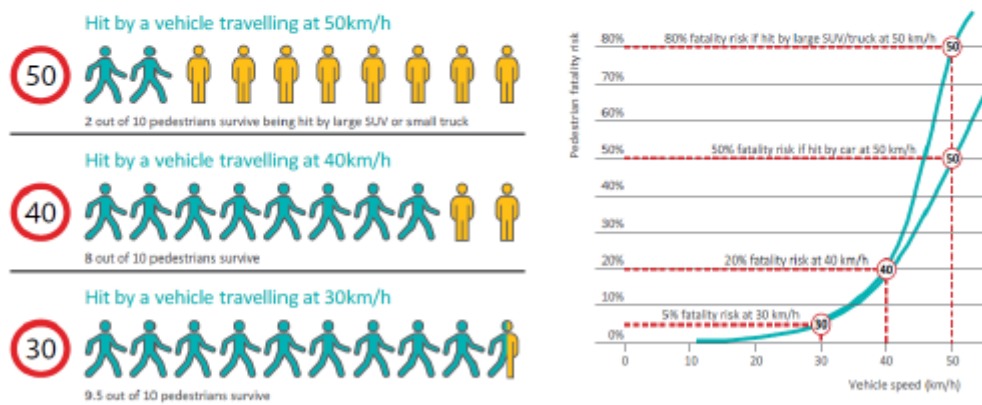 Hit by a vehicle travelling at 50km/h
50
2 out of 10 pedestrians survive being hit by large SUV or small truck
Hit by a vehicle travelling at 40km/h
40
8 out of 10 pedestrians survive
Hit by a vehicle travelling at 30km/h
30
9.5 out of 10 pedestrians survive
Pedestrian fatality risk
80%
80% fatality risk if hit by large SUV/truck at 50 km/h
50
70%
60%
50%
50% fatality risk if hit by car at 50 km/h
50
40%
30%
20%
20% fatality risk at 40 km/h
40
10%
5% fatality risk at 30 km/h
30
0%
0
10
20
30
40
50
Vehicle speed (km/h)